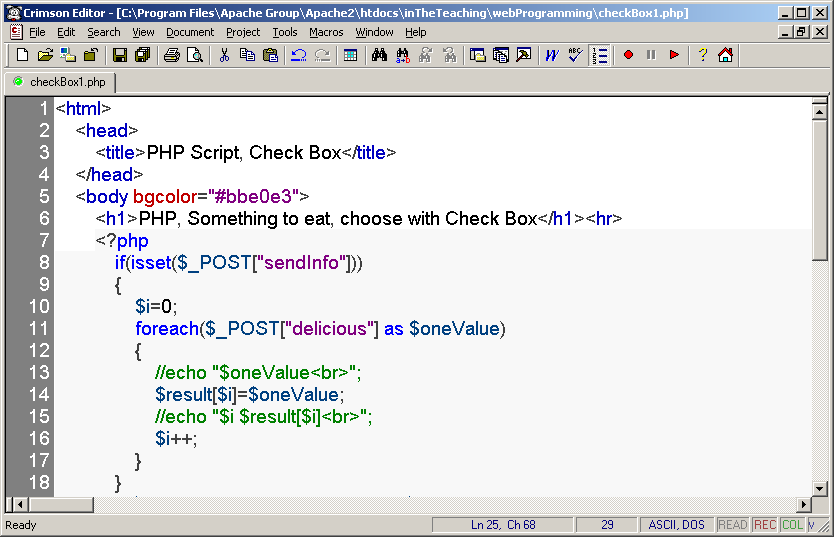 Crimson Editor - [C:\Program Files\Apache Group\Apache2\htdocs\inTheTeaching\webProgramming\checkBox1.php]
File Edit Search View Document Project Tools Macros Window Help
checkBox1.php
1 <html>
2 <head>
3 <title>PHP Script, Check Box</title>
4 </head>
5 <body bgcolor="#bbe0e3">
6 <h1>PHP, Something to eat, choose with Check Box</h1><hr>
7 <?php
8 if(isset($_POST["sendInfo"]))
9 {
10 $i=0;
11 foreach($_POST["delicious"] as $oneValue)
12 {
13 //echo "$oneValue<br>";
14 $result[$i]=$oneValue;
15 //echo "$i $result[$i]<br>";
16 $i++;
17 }
18 }
Ready Ln 25, Ch 68 29 ASCII, DOS READ REC COL